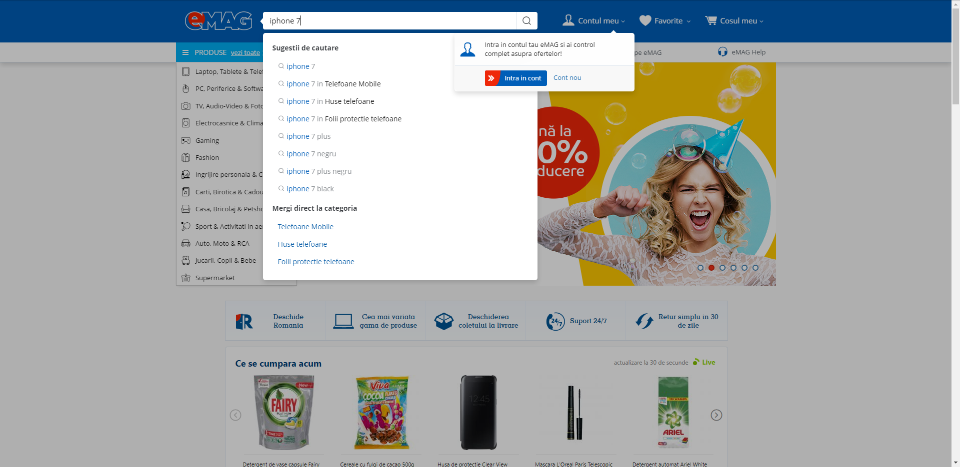 eMAG
iphone 7
Contul meu
Favorite
Cosul meu
PRODUSE vezi toate
pe eMAG
eMAG Help
Sugestii de cautare
iphone 7
iphone 7 in Telefoane Mobile
iphone 7 in Huse telefoane
iphone 7 in Folii protectie telefoane
iphone 7 plus
iphone 7 negru
iphone 7 plus negru
iphone 7 black
Mergi direct la categoria
Telefoane Mobile
Huse telefoane
Folii protectie telefoane
Intra in contul tau eMAG si ai control
complet asupra ofertelor!
Intra in cont
Cont nou
Laptop, Tablete & Telef
PC, Periferice & Softwa
TV, Audio-Video & Foto
Electrocasnice & Clima
Gaming
Fashion
Ingrijire personala & C
Carti, Birotica & Cadou
Casa, Bricolaj & Petsho
Sport & Activitati in ae
Auto, Moto & RCA
Jucarii, Copii & Bebe
Supermarket
nă la
0%
ducere
Deschide
Romania
Cea mai variata
gama de produse
Deschiderea
coletului la livrare
24/7
Suport 24/7
Retur simplu in 30
de zile
Ce se cumpara acum
actualizare la 30 de secunde
Live
FAIRY
Viva
COCOA
ARIEL
Detergent de vase capsule Fairy
Cereale cu fulgi de cacao 500g
Husa de protectie Clear View
Mascara L'Oreal Paris Telescopic
Detergent automat Ariel White